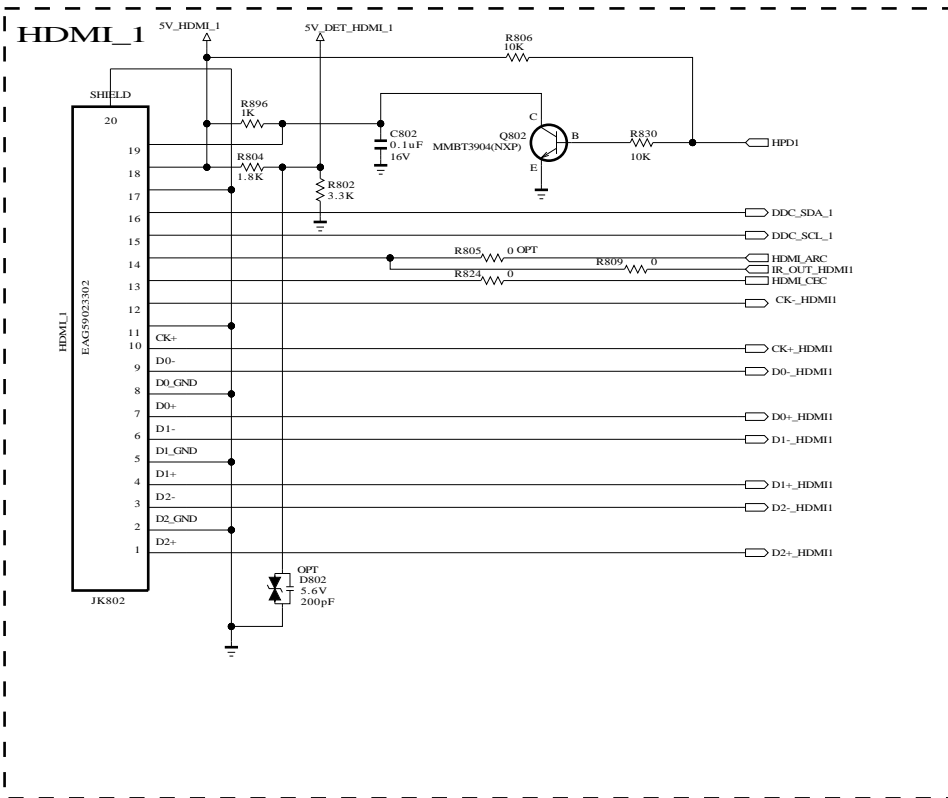 HDMI_1
5V_HDMI_1
5V_DET_HDMI_1
R806
10K
SHIELD
20
R896
1K
C802
0.1uF
16V
C
Q802
MMBT3904(NXP)
B
E
R830
10K
HPD1
19
18
R804
1.8K
R802
3.3K
17
16
DDC_SDA_1
15
DDC_SCL_1
14
R805
0 OPT
HDMI_ARC
R809
0
IR_OUT_HDMI1
13
R824
0
HDMI_CEC
12
CK-_HDMI1
11
CK+
10
CK+_HDMI1
D0-
9
D0-_HDMI1
D0_GND
8
D0+
7
D0+_HDMI1
D1-
6
D1-_HDMI1
D1_GND
5
D1+
4
D1+_HDMI1
D2-
3
D2-_HDMI1
D2_GND
2
D2+
1
D2+_HDMI1
HDMI_1
EAG59023302
OPT
D802
5.6V
200pF
JK802